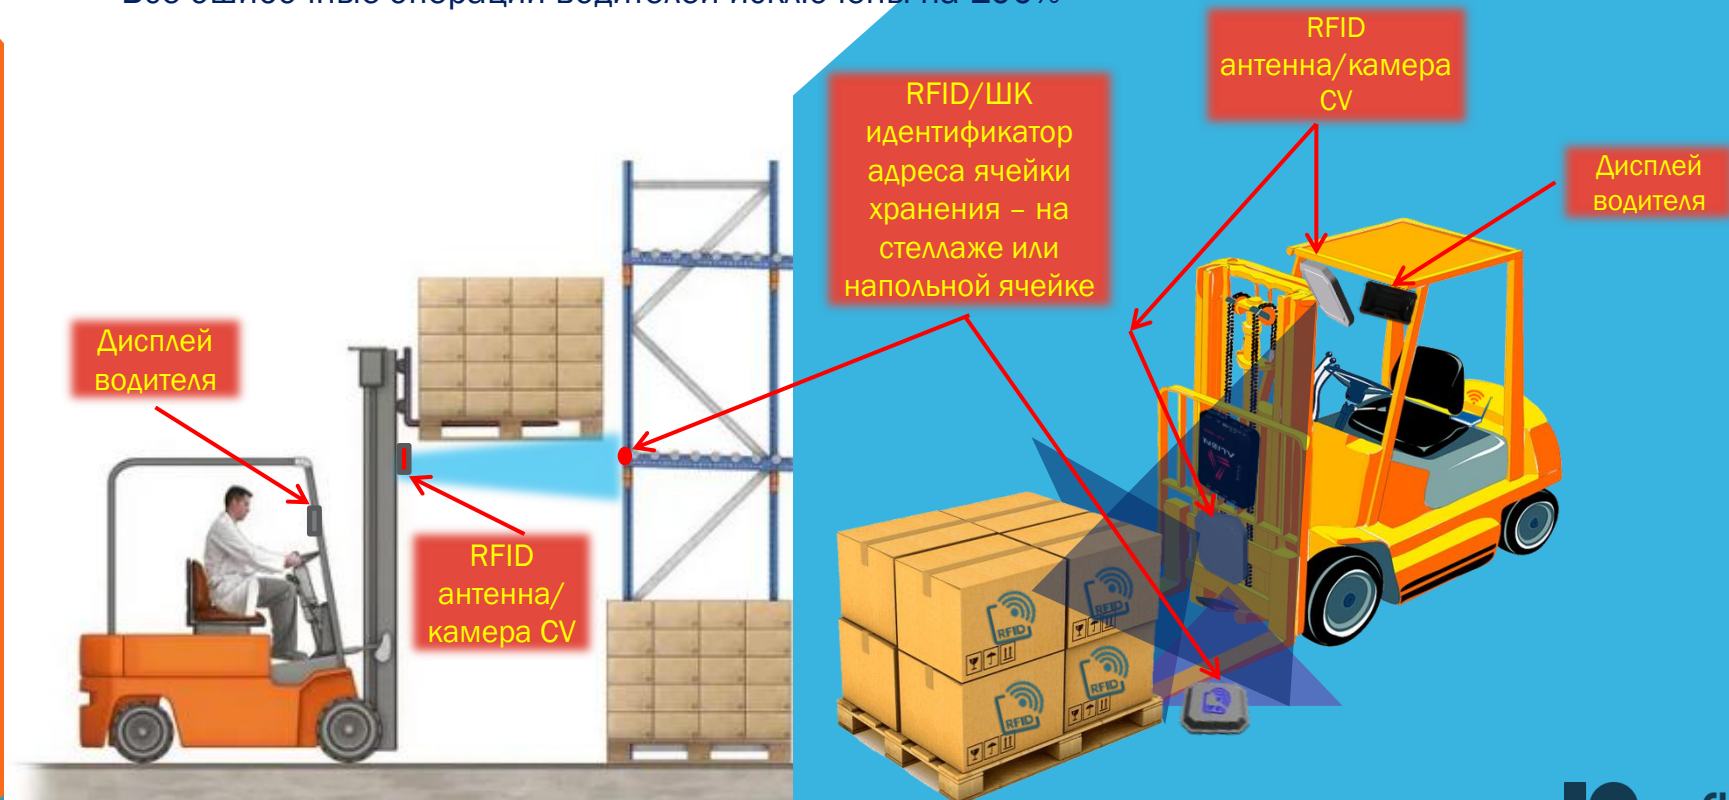 RFID
антенна/камера
CV
RFID/ШК
идентификатор
адреса ячейки
хранения – на
стеллаже или
напольной ячейке
Дисплей
водителя
Дисплей
водителя
RFID
антенна/
камера CV
ALIEN
RFID
RFID
RFID
RFID